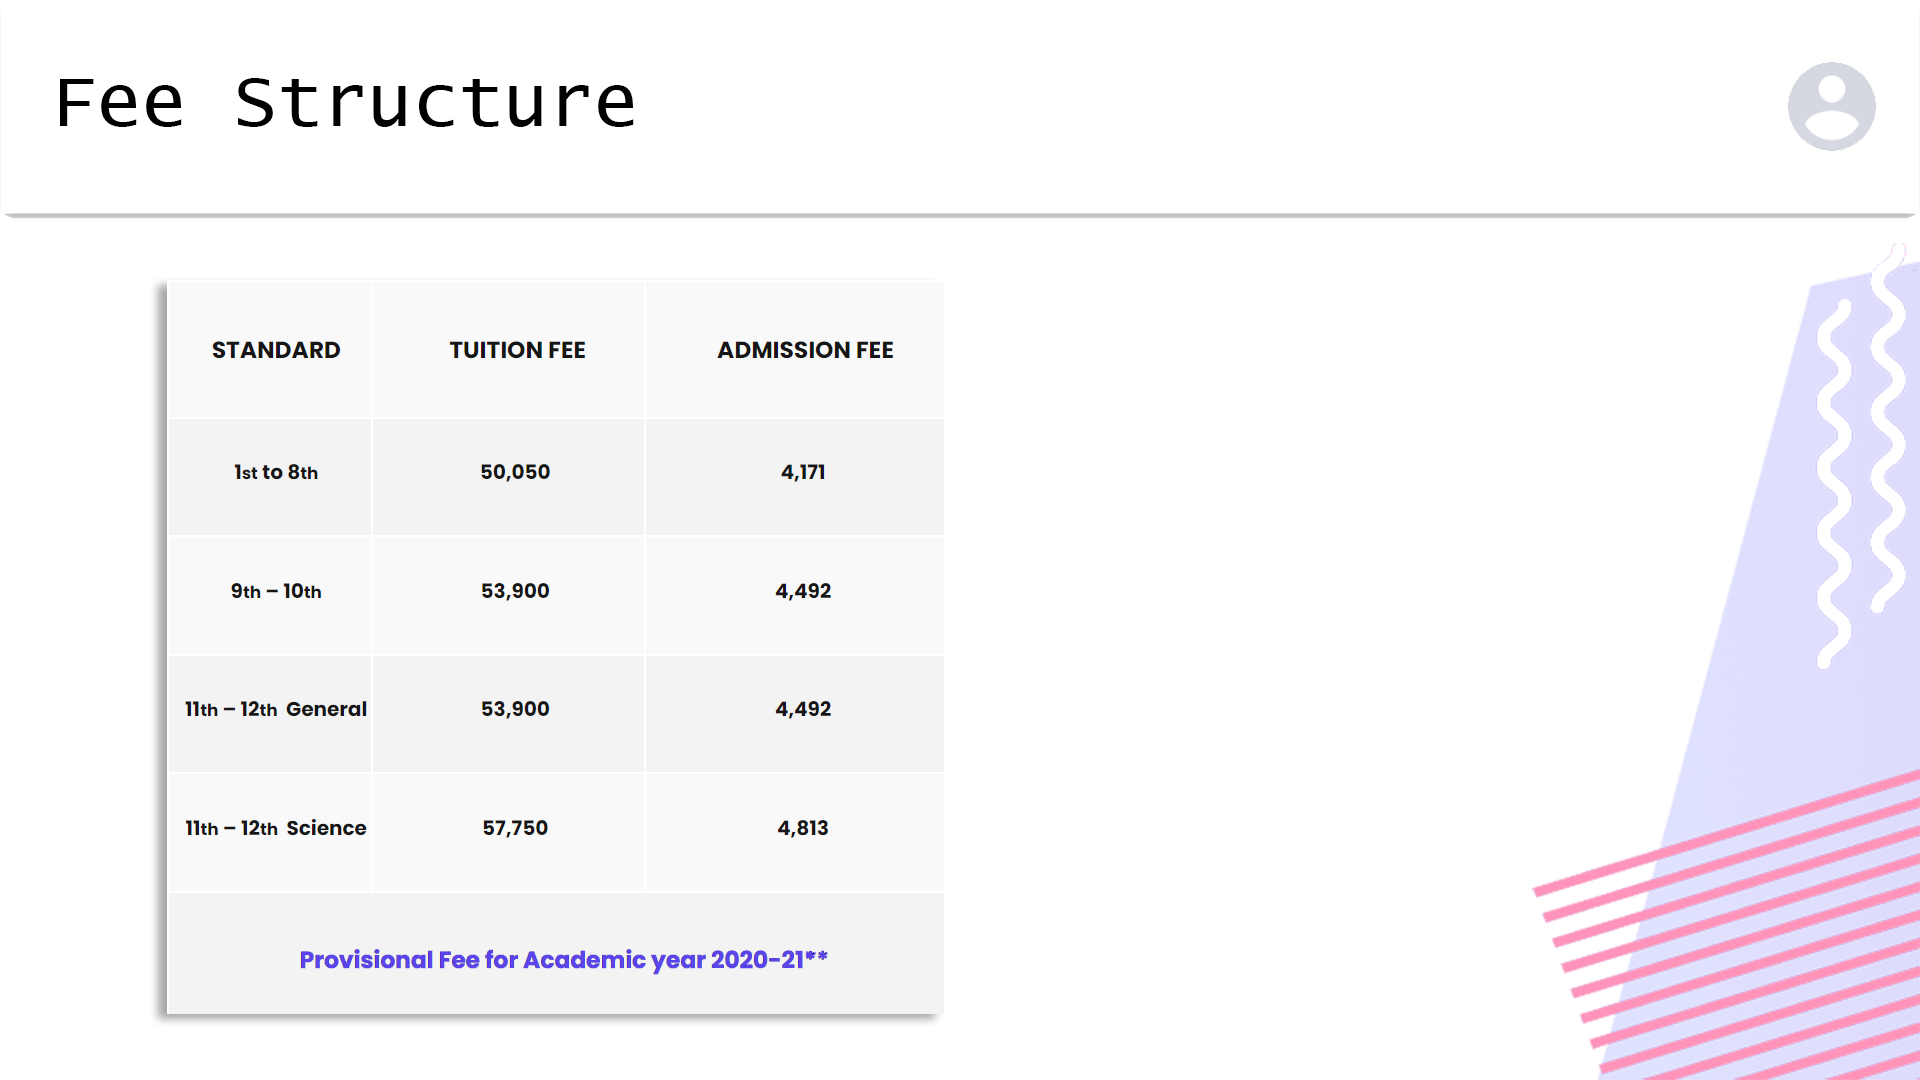 Fee Structure
STANDARD TUITION FEE ADMISSION FEE
1st to 8th 50,050 4,171
9th – 10th 53,900 4,492
11th – 12th General 53,900 4,492
11th – 12th Science 57,750 4,813
Provisional Fee for Academic year 2020-21**